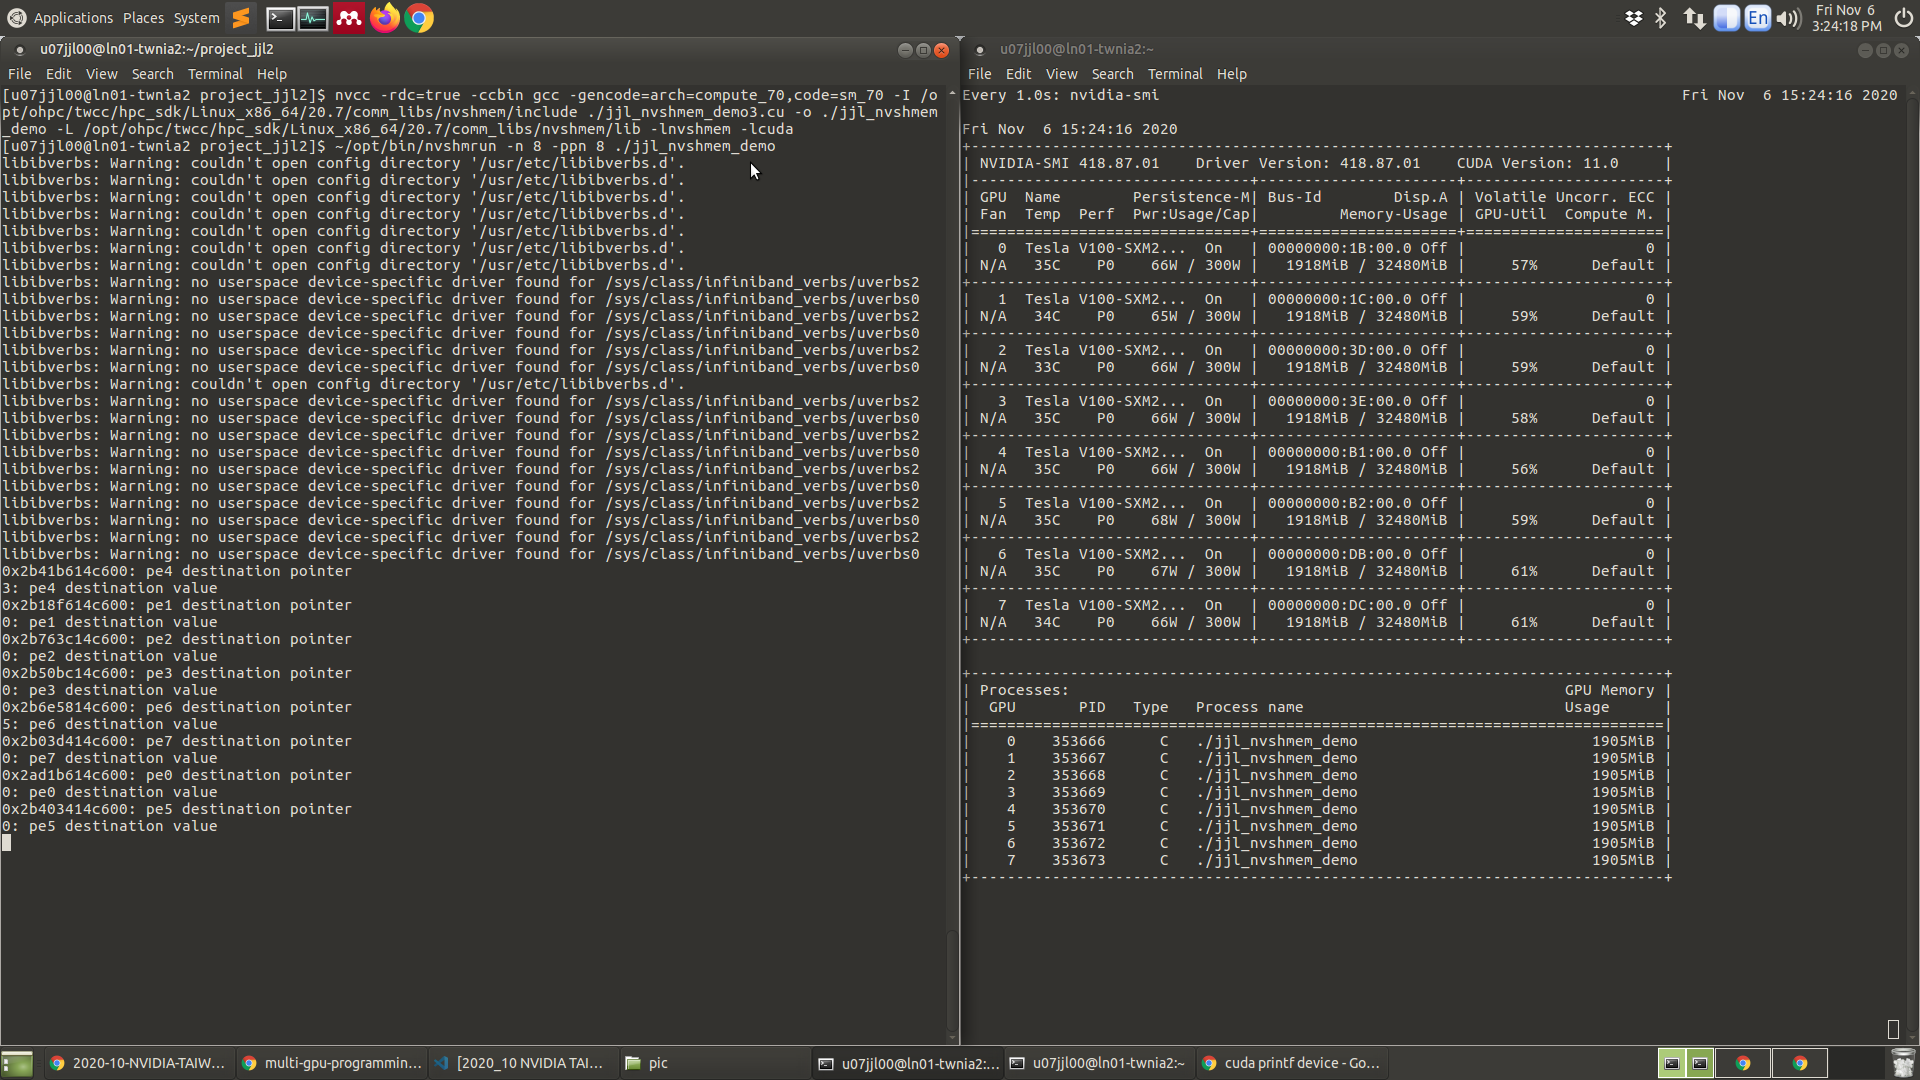 Applications Places System
En
Fri Nov 6
3:24:18 PM
u07jjl00@ln01-twnia2:~/project_jjl2
File Edit View Search Terminal Help
[u07jjl00@ln01-twnia2 project_jjl2]$ nvcc -rdc=true -ccbin gcc -gencode=arch=compute_70,code=sm_70 -I /o
pt/ohpc/twcc/hpc_sdk/Linux_x86_64/20.7/comm_libs/nvshmem/include ./jjl_nvshmem_demo3.cu -o ./jjl_nvshmem
_demo -L /opt/ohpc/twcc/hpc_sdk/Linux_x86_64/20.7/comm_libs/nvshmem/lib -lnvshmem -lcuda
[u07jjl00@ln01-twnia2 project_jjl2]$ ~/opt/bin/nvshmrun -n 8 -ppn 8 ./jjl_nvshmem_demo
libibverbs: Warning: couldn't open config directory '/usr/etc/libibverbs.d'.
libibverbs: Warning: couldn't open config directory '/usr/etc/libibverbs.d'.
libibverbs: Warning: couldn't open config directory '/usr/etc/libibverbs.d'.
libibverbs: Warning: couldn't open config directory '/usr/etc/libibverbs.d'.
libibverbs: Warning: couldn't open config directory '/usr/etc/libibverbs.d'.
libibverbs: Warning: couldn't open config directory '/usr/etc/libibverbs.d'.
libibverbs: Warning: couldn't open config directory '/usr/etc/libibverbs.d'.
libibverbs: Warning: no userspace device-specific driver found for /sys/class/infiniband_verbs/uverbs2
libibverbs: Warning: no userspace device-specific driver found for /sys/class/infiniband_verbs/uverbs0
libibverbs: Warning: no userspace device-specific driver found for /sys/class/infiniband_verbs/uverbs2
libibverbs: Warning: no userspace device-specific driver found for /sys/class/infiniband_verbs/uverbs0
libibverbs: Warning: no userspace device-specific driver found for /sys/class/infiniband_verbs/uverbs2
libibverbs: Warning: no userspace device-specific driver found for /sys/class/infiniband_verbs/uverbs0
libibverbs: Warning: couldn't open config directory '/usr/etc/libibverbs.d'.
libibverbs: Warning: no userspace device-specific driver found for /sys/class/infiniband_verbs/uverbs2
libibverbs: Warning: no userspace device-specific driver found for /sys/class/infiniband_verbs/uverbs0
libibverbs: Warning: no userspace device-specific driver found for /sys/class/infiniband_verbs/uverbs2
libibverbs: Warning: no userspace device-specific driver found for /sys/class/infiniband_verbs/uverbs0
libibverbs: Warning: no userspace device-specific driver found for /sys/class/infiniband_verbs/uverbs2
libibverbs: Warning: no userspace device-specific driver found for /sys/class/infiniband_verbs/uverbs0
libibverbs: Warning: no userspace device-specific driver found for /sys/class/infiniband_verbs/uverbs2
libibverbs: Warning: no userspace device-specific driver found for /sys/class/infiniband_verbs/uverbs0
libibverbs: Warning: no userspace device-specific driver found for /sys/class/infiniband_verbs/uverbs2
libibverbs: Warning: no userspace device-specific driver found for /sys/class/infiniband_verbs/uverbs0
0x2b41b614c600: pe4 destination pointer
3: pe4 destination value
0x2b18f614c600: pe1 destination pointer
0: pe1 destination value
0x2b763c14c600: pe2 destination pointer
0: pe2 destination value
0x2b50bc14c600: pe3 destination pointer
0: pe3 destination value
0x2b6e5814c600: pe6 destination pointer
5: pe6 destination value
0x2b03d414c600: pe7 destination pointer
0: pe7 destination value
0x2ad1b614c600: pe0 destination pointer
0: pe0 destination value
0x2b403414c600: pe5 destination pointer
0: pe5 destination value
u07jjl00@ln01-twnia2:~
File Edit View Search Terminal Help
Every 1.0s: nvidia-smi Fri Nov 6 15:24:16 2020
Fri Nov 6 15:24:16 2020
+-----------------------------------------------------------------------------+
| NVIDIA-SMI 418.87.01 Driver Version: 418.87.01 CUDA Version: 11.0 |
|-------------------------------+----------------------+----------------------+
| GPU Name Persistence-M| Bus-Id Disp.A | Volatile Uncorr. ECC |
| Fan Temp Perf Pwr:Usage/Cap| Memory-Usage | GPU-Util Compute M. |
|===============================+======================+======================|
| 0 Tesla V100-SXM2... On | 00000000:1B:00.0 Off | 0 |
| N/A 35C P0 66W / 300W | 1918MiB / 32480MiB | 57% Default |
+-------------------------------+----------------------+----------------------+
| 1 Tesla V100-SXM2... On | 00000000:1C:00.0 Off | 0 |
| N/A 34C P0 65W / 300W | 1918MiB / 32480MiB | 59% Default |
+-------------------------------+----------------------+----------------------+
| 2 Tesla V100-SXM2... On | 00000000:3D:00.0 Off | 0 |
| N/A 33C P0 66W / 300W | 1918MiB / 32480MiB | 59% Default |
+-------------------------------+----------------------+----------------------+
| 3 Tesla V100-SXM2... On | 00000000:3E:00.0 Off | 0 |
| N/A 35C P0 66W / 300W | 1918MiB / 32480MiB | 58% Default |
+-------------------------------+----------------------+----------------------+
| 4 Tesla V100-SXM2... On | 00000000:B1:00.0 Off | 0 |
| N/A 35C P0 66W / 300W | 1918MiB / 32480MiB | 56% Default |
+-------------------------------+----------------------+----------------------+
| 5 Tesla V100-SXM2... On | 00000000:B2:00.0 Off | 0 |
| N/A 35C P0 68W / 300W | 1918MiB / 32480MiB | 59% Default |
+-------------------------------+----------------------+----------------------+
| 6 Tesla V100-SXM2... On | 00000000:DB:00.0 Off | 0 |
| N/A 35C P0 67W / 300W | 1918MiB / 32480MiB | 61% Default |
+-------------------------------+----------------------+----------------------+
| 7 Tesla V100-SXM2... On | 00000000:DC:00.0 Off | 0 |
| N/A 34C P0 66W / 300W | 1918MiB / 32480MiB | 61% Default |
+-------------------------------+----------------------+----------------------+
+-----------------------------------------------------------------------------+
| Processes: GPU Memory |
| GPU PID Type Process name Usage |
|=============================================================================|
| 0 353666 C ./jjl_nvshmem_demo 1905MiB |
| 1 353667 C ./jjl_nvshmem_demo 1905MiB |
| 2 353668 C ./jjl_nvshmem_demo 1905MiB |
| 3 353669 C ./jjl_nvshmem_demo 1905MiB |
| 4 353670 C ./jjl_nvshmem_demo 1905MiB |
| 5 353671 C ./jjl_nvshmem_demo 1905MiB |
| 6 353672 C ./jjl_nvshmem_demo 1905MiB |
| 7 353673 C ./jjl_nvshmem_demo 1905MiB |
+-----------------------------------------------------------------------------+
2020-10-NVIDIA-TAIW... multi-gpu-programmin... [2020_10 NVIDIA TAI... pic u07jjl00@ln01-twnia2:... u07jjl00@ln01-twnia2:~ cuda printf device - Go...